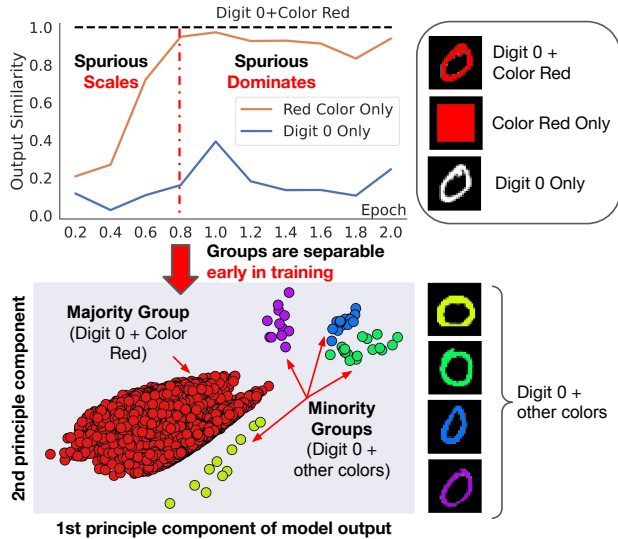 Digit 0+Color Red
Output Similarity
1.0
0.8
0.6
0.4
0.2
0.0
Spurious
Scales
Spurious
Dominates
Red Color Only
Digit 0 Only
Epoch
0.2 0.4 0.6 0.8 1.0 1.2 1.4 1.6 1.8 2.0
Digit 0 +
Color Red
Color Red Only
Digit 0 Only
Groups are separable
early in training
2nd principle component
Majority Group
(Digit 0 + Color
Red)
Minority
Groups
(Digit 0 +
other colors)
1st principle component of model output
Digit 0 +
other colors